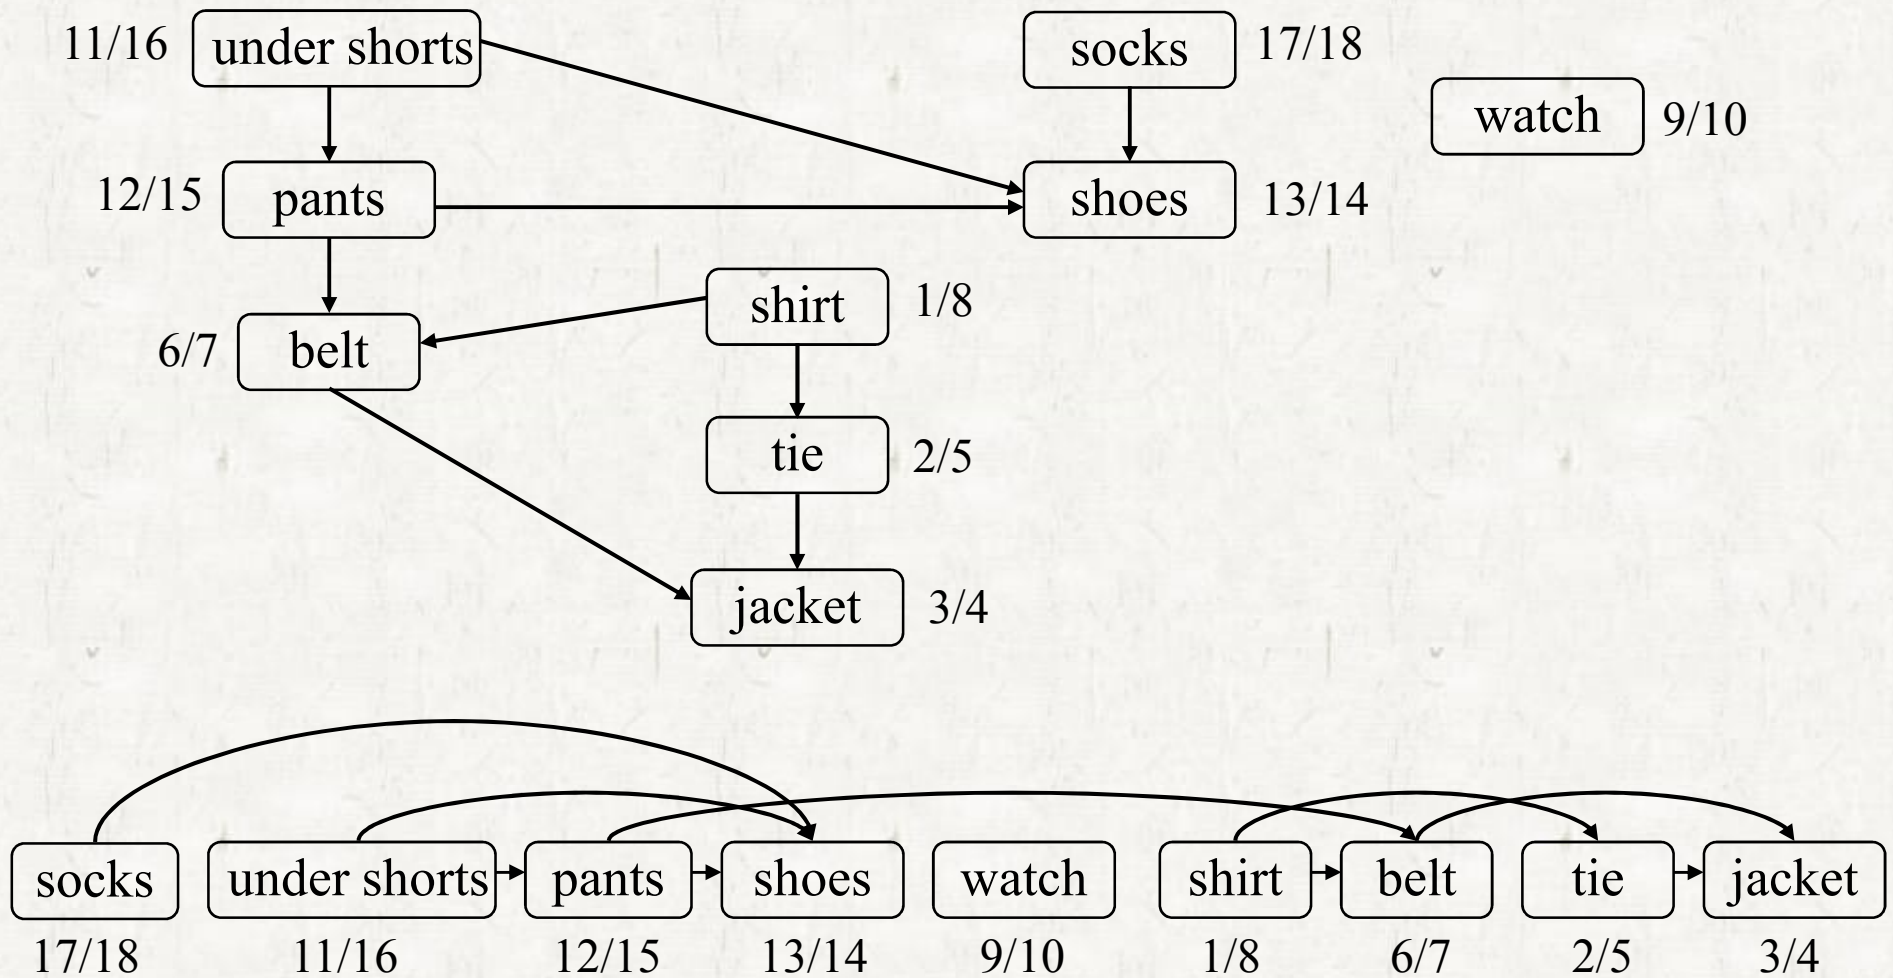 11/16 under shorts socks 17/18
watch 9/10
12/15 pants shoes 13/14
shirt 1/8
6/7 belt
tie 2/5
jacket 3/4
socks under shorts pants shoes watch shirt belt tie jacket
17/18 11/16 12/15 13/14 9/10 1/8 6/7 2/5 3/4